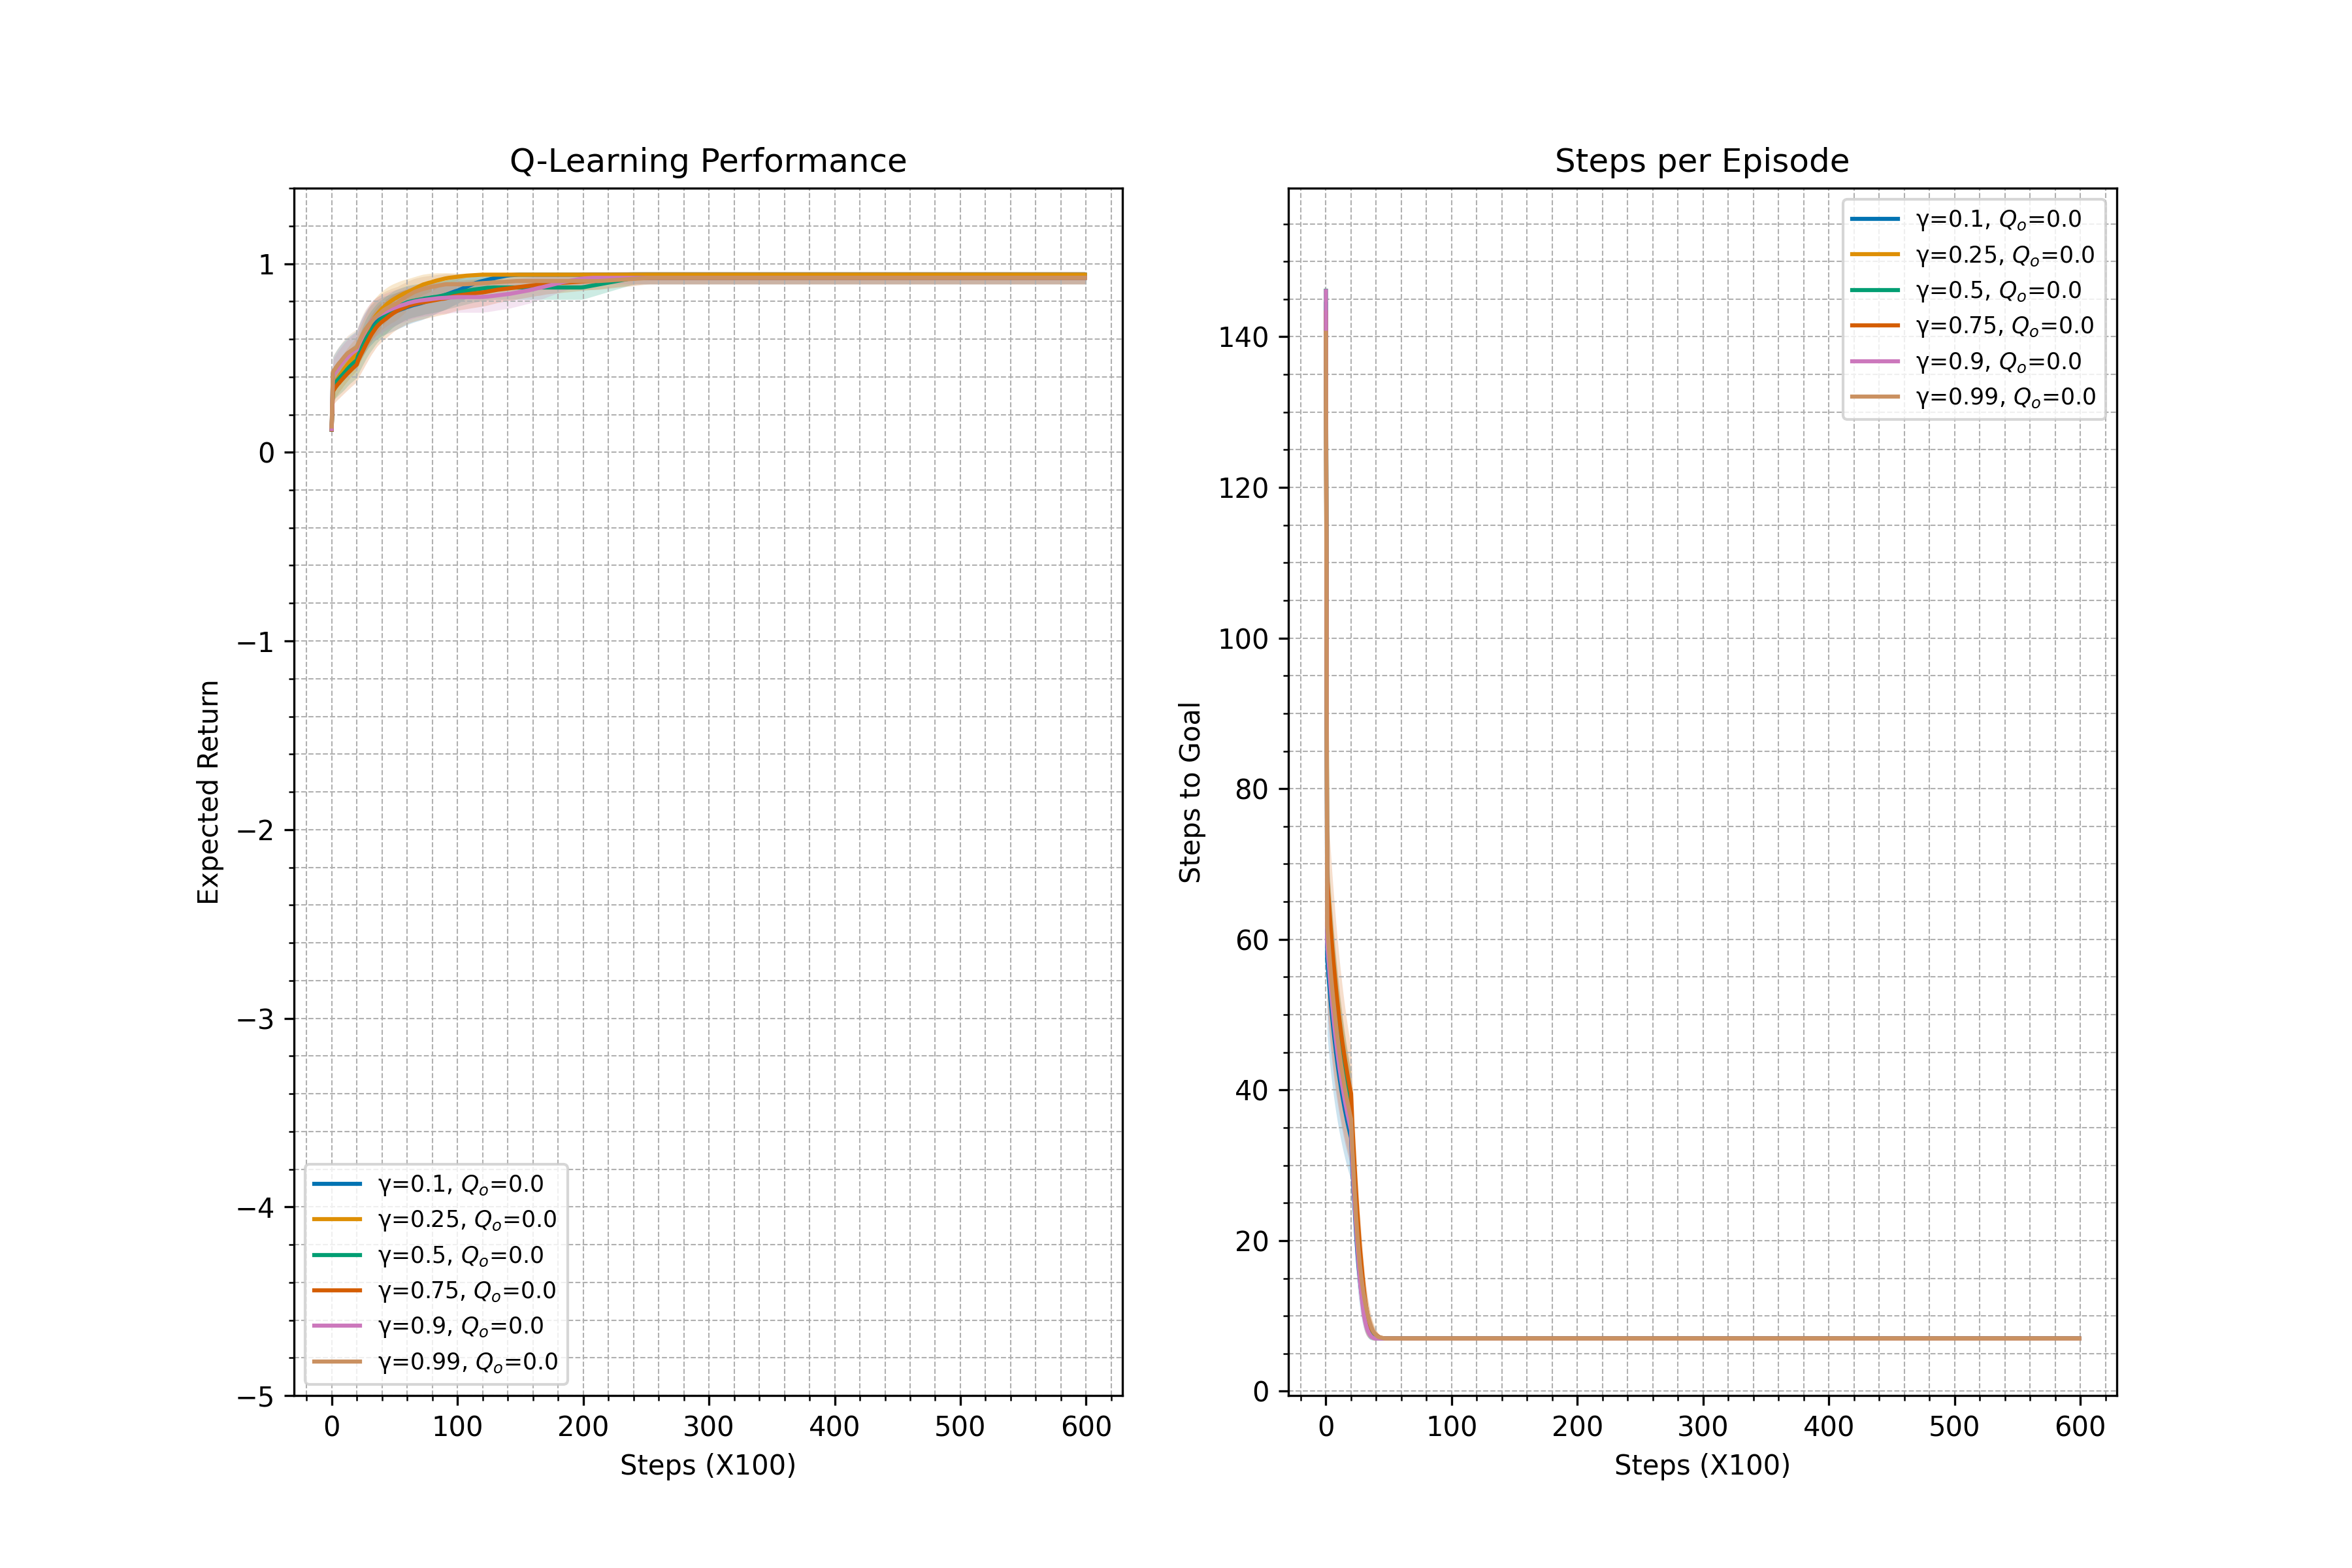 Q-Learning Performance
Expected Return
1
0
−1
−2
−3
−4
−5
γ=0.1, Qo=0.0
γ=0.25, Qo=0.0
γ=0.5, Qo=0.0
γ=0.75, Qo=0.0
γ=0.9, Qo=0.0
γ=0.99, Qo=0.0
0 100 200 300 400 500 600
Steps (X100)
Steps per Episode
Steps to Goal
140
120
100
80
60
40
20
0
γ=0.1, Qo=0.0
γ=0.25, Qo=0.0
γ=0.5, Qo=0.0
γ=0.75, Qo=0.0
γ=0.9, Qo=0.0
γ=0.99, Qo=0.0
0 100 200 300 400 500 600
Steps (X100)